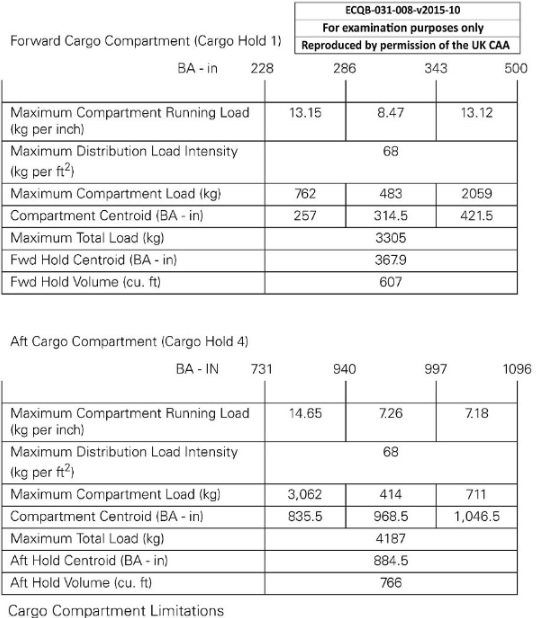 ECQB-031-008-v2015-10
For examination purposes only
Reproduced by permission of the UK CAA
Forward Cargo Compartment (Cargo Hold 1)
BA - in 228 286 343 500
Maximum Compartment Running Load 13.15 8.47 13.12
(kg per inch)
Maximum Distribution Load Intensity 68
(kg per ft²)
Maximum Compartment Load (kg) 762 483 2059
Compartment Centroid (BA - in) 257 314.5 421.5
Maximum Total Load (kg) 3305
Fwd Hold Centroid (BA - in) 367.9
Fwd Hold Volume (cu. ft) 607
Aft Cargo Compartment (Cargo Hold 4)
BA - IN 731 940 997 1096
Maximum Compartment Running Load 14.65 7.26 7.18
(kg per inch)
Maximum Distribution Load Intensity 68
(kg per ft²)
Maximum Compartment Load (kg) 3,062 414 711
Compartment Centroid (BA - in) 835.5 968.5 1,046.5
Maximum Total Load (kg) 4187
Aft Hold Centroid (BA - in) 884.5
Aft Hold Volume (cu. ft) 766
Cargo Compartment Limitations